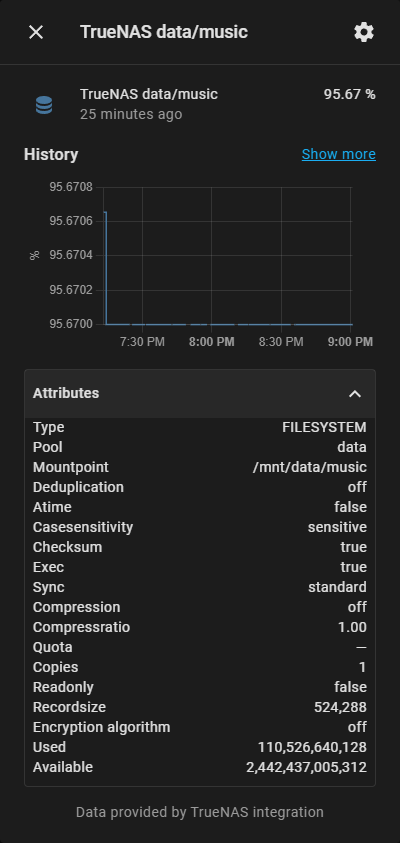 TrueNAS data/music
TrueNAS data/music 95.67 %
25 minutes ago
History Show more
95.6708
95.6706
95.6704
95.6702
95.6700
%
7:30 PM 8:00 PM 8:30 PM 9:00 PM
Attributes
Type FILESYSTEM
Pool data
Mountpoint /mnt/data/music
Deduplication off
Atime false
Casesensitivity sensitive
Checksum true
Exec true
Sync standard
Compression off
Compressratio 1.00
Quota —
Copies 1
Readonly false
Recordsize 524,288
Encryption algorithm off
Used 110,526,640,128
Available 2,442,437,005,312
Data provided by TrueNAS integration